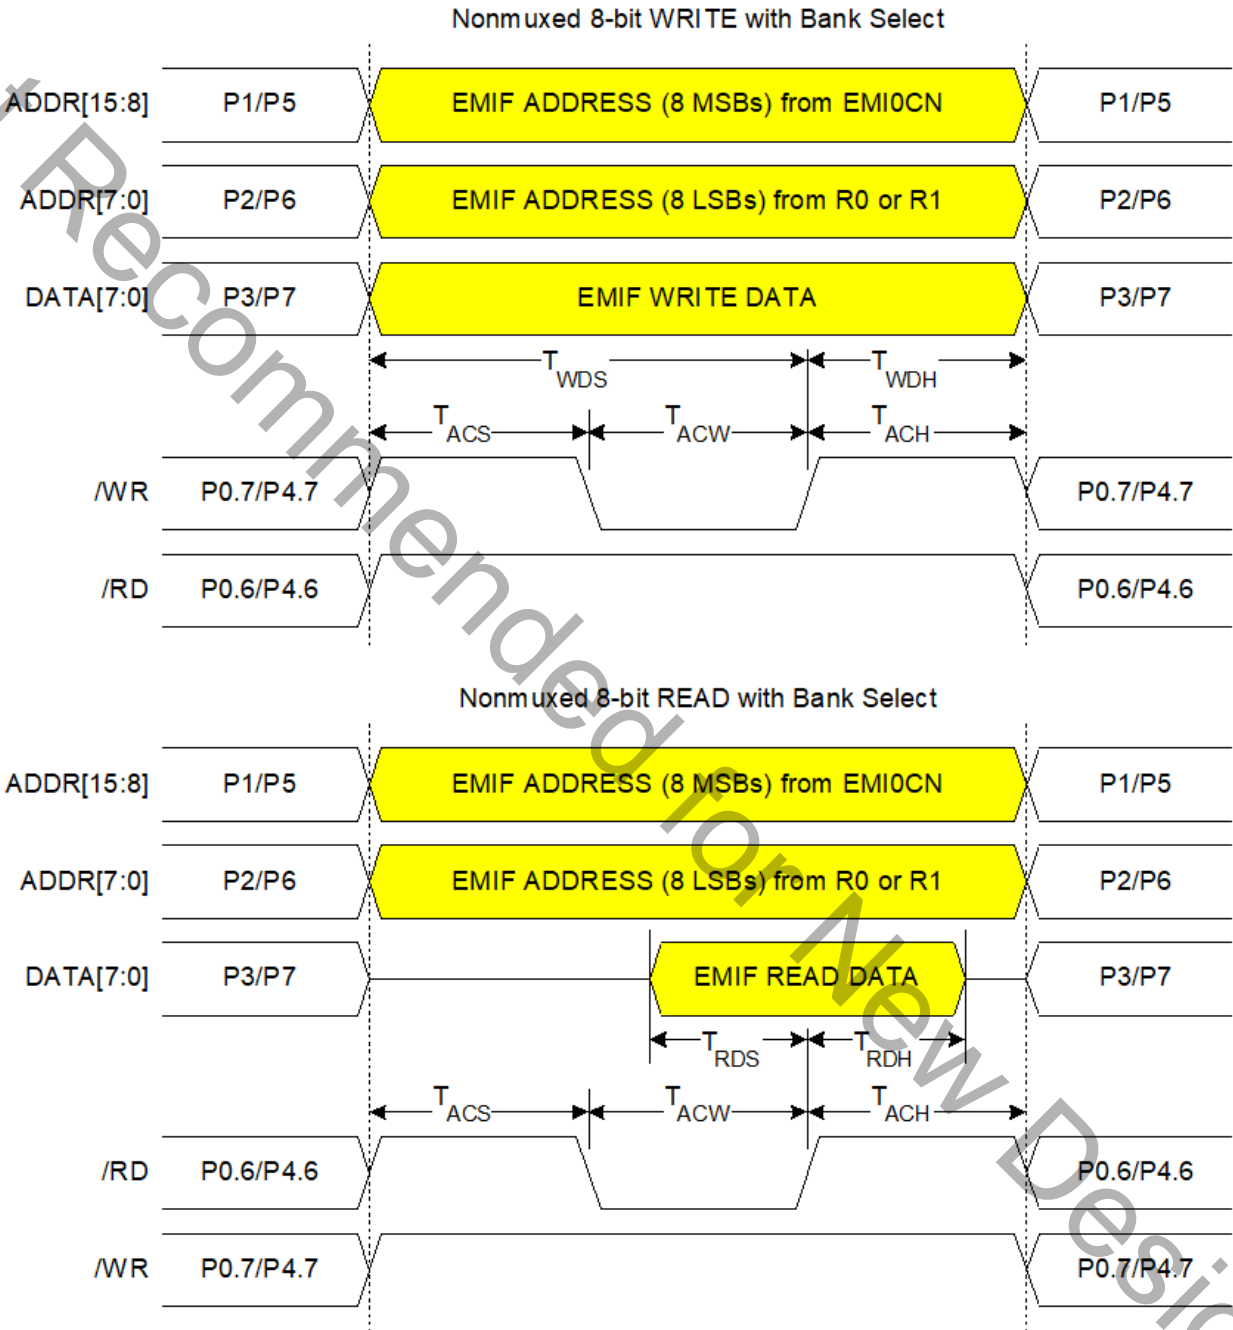 Nonmuxed 8-bit WRITE with Bank Select
ADDR[15:8] P1/P5 EMIF ADDRESS (8 MSBs) from EMI0CN P1/P5
ADDR[7:0] P2/P6 EMIF ADDRESS (8 LSBs) from R0 or R1 P2/P6
DATA[7:0] P3/P7 EMIF WRITE DATA P3/P7
TWDS TWDH
TACS TACW TACH
/WR P0.7/P4.7 P0.7/P4.7
/RD P0.6/P4.6 P0.6/P4.6
Nonmuxed 8-bit READ with Bank Select
ADDR[15:8] P1/P5 EMIF ADDRESS (8 MSBs) from EMI0CN P1/P5
ADDR[7:0] P2/P6 EMIF ADDRESS (8 LSBs) from R0 or R1 P2/P6
DATA[7:0] P3/P7 EMIF READ DATA P3/P7
TRDS TRDH
TACS TACW TACH
/RD P0.6/P4.6 P0.6/P4.6
/WR P0.7/P4.7 P0.7/P4.7
Recommended for New Desig